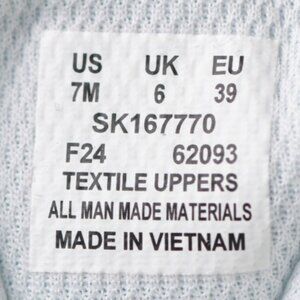 US UK EU
7M 6 39
SK167770
F24 62093
TEXTILE UPPERS
ALL MAN MADE MATERIALS
MADE IN VIETNAM